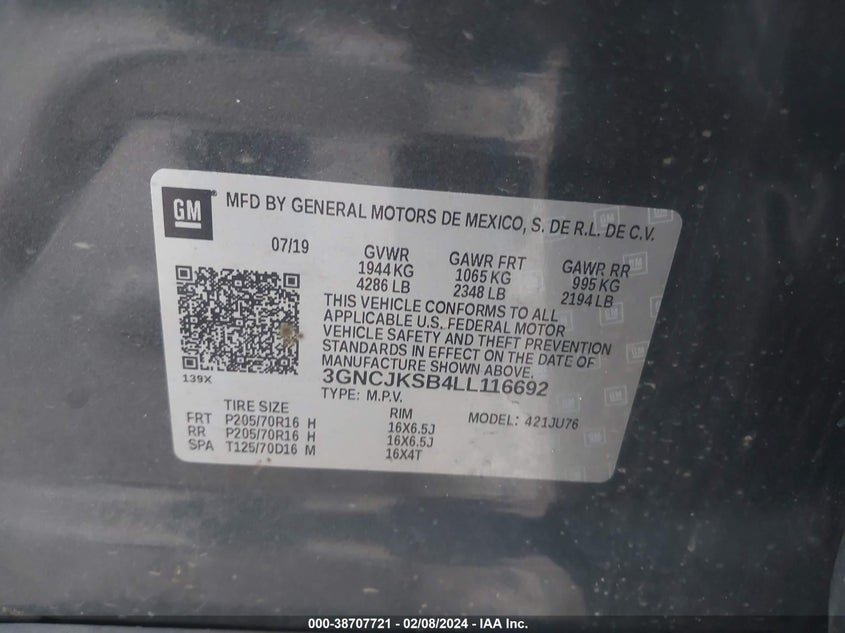 GM
MFD BY GENERAL MOTORS DE MEXICO, S. DE R.L. DE C.V.
07/19 GVWR GAWR FRT GAWR RR
1944 KG 1065 KG 995 KG
4286 LB 2348 LB 2194 LB
THIS VEHICLE CONFORMS TO ALL
APPLICABLE U.S. FEDERAL MOTOR
VEHICLE SAFETY AND THEFT PREVENTION
STANDARDS IN EFFECT ON THE DATE OF
MANUFACTURE SHOWN ABOVE.
139X
3GNCJKSB4LL116692
TYPE: M.P.V.
TIRE SIZE RIM MODEL: 421JU76
FRT P205/70R16 H 16X6.5J
RR P205/70R16 H 16X6.5J
SPA T125/70D16 M 16X4T
000-38707721 - 02/08/2024 - IAA Inc.